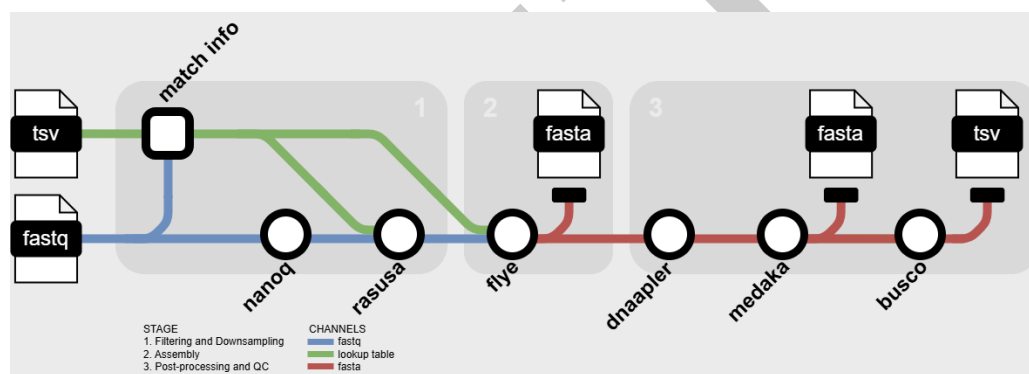 match info
1
2
3
tsv
fasta
fasta
tsv
fastq
nanoq
rasusa
flye
dnaapler
medaka
busco
STAGE
1. Filtering and Downsampling
2. Assembly
3. Post-processing and QC
CHANNELS
fastq
lookup table
fasta